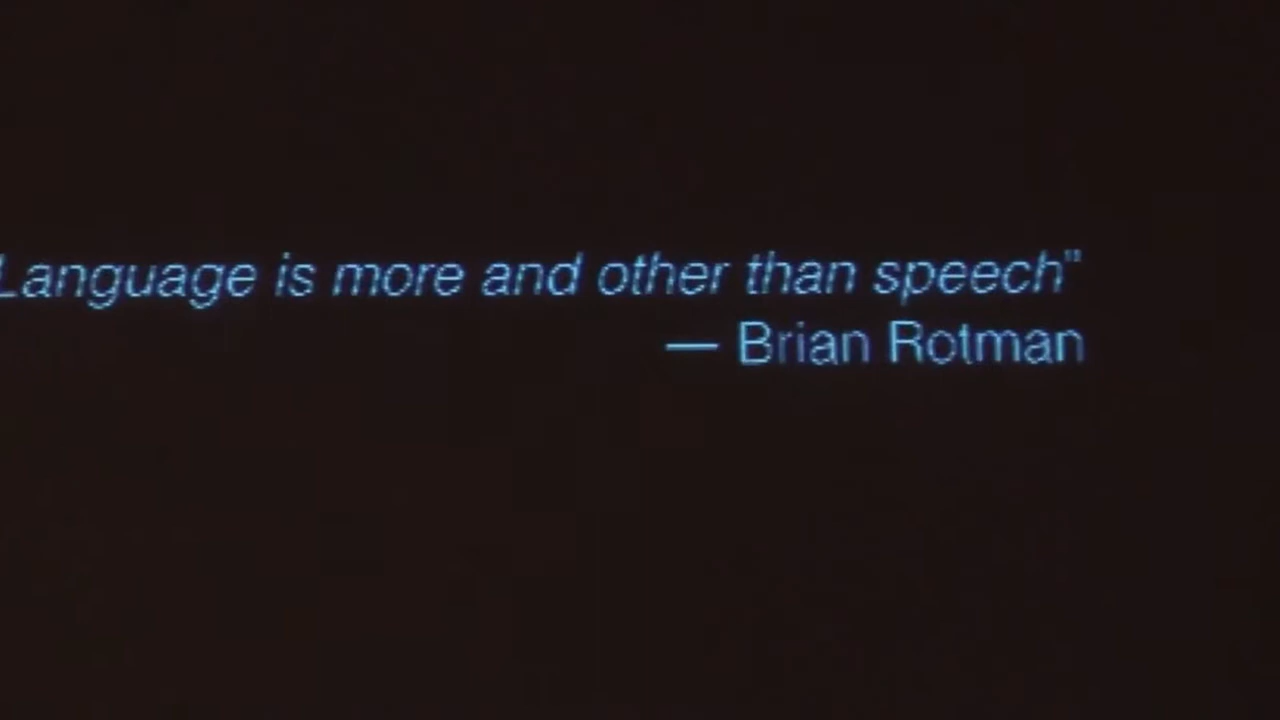 Language is more and other than speech"
— Brian Rotman